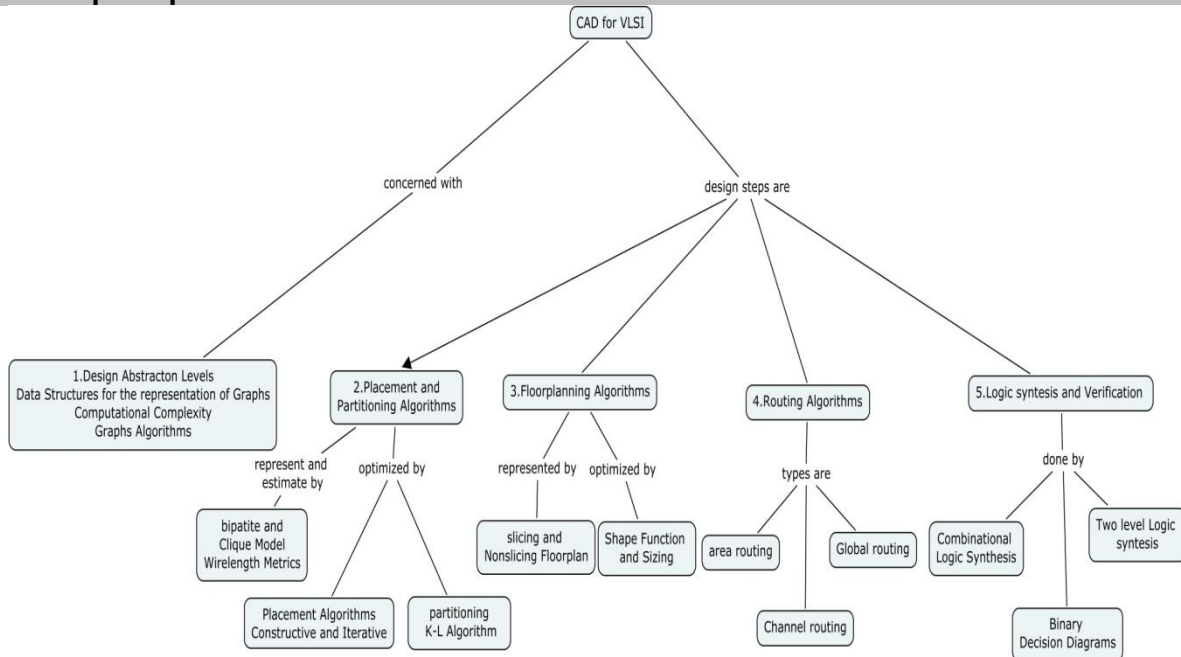 CAD for VLSI
concerned with
design steps are
1.Design Abstracton Levels
Data Structures for the representation of Graphs
Computational Complexity
Graphs Algorithms
2.Placement and
Partitioning Algorithms
3.Floorplanning Algorithms
4.Routing Algorithms
5.Logic syntesis and Verification
represent and
estimate by
optimized by
represented by
optimized by
types are
done by
bipatite and
Clique Model
Wirelength Metrics
slicing and
Nonslicing Floorplan
Shape Function
and Sizing
area routing
Global routing
Combinational
Logic Synthesis
Two level Logic
syntesis
Placement Algorithms
Constructive and Iterative
partitioning
K-L Algorithm
Channel routing
Binary
Decision Diagrams